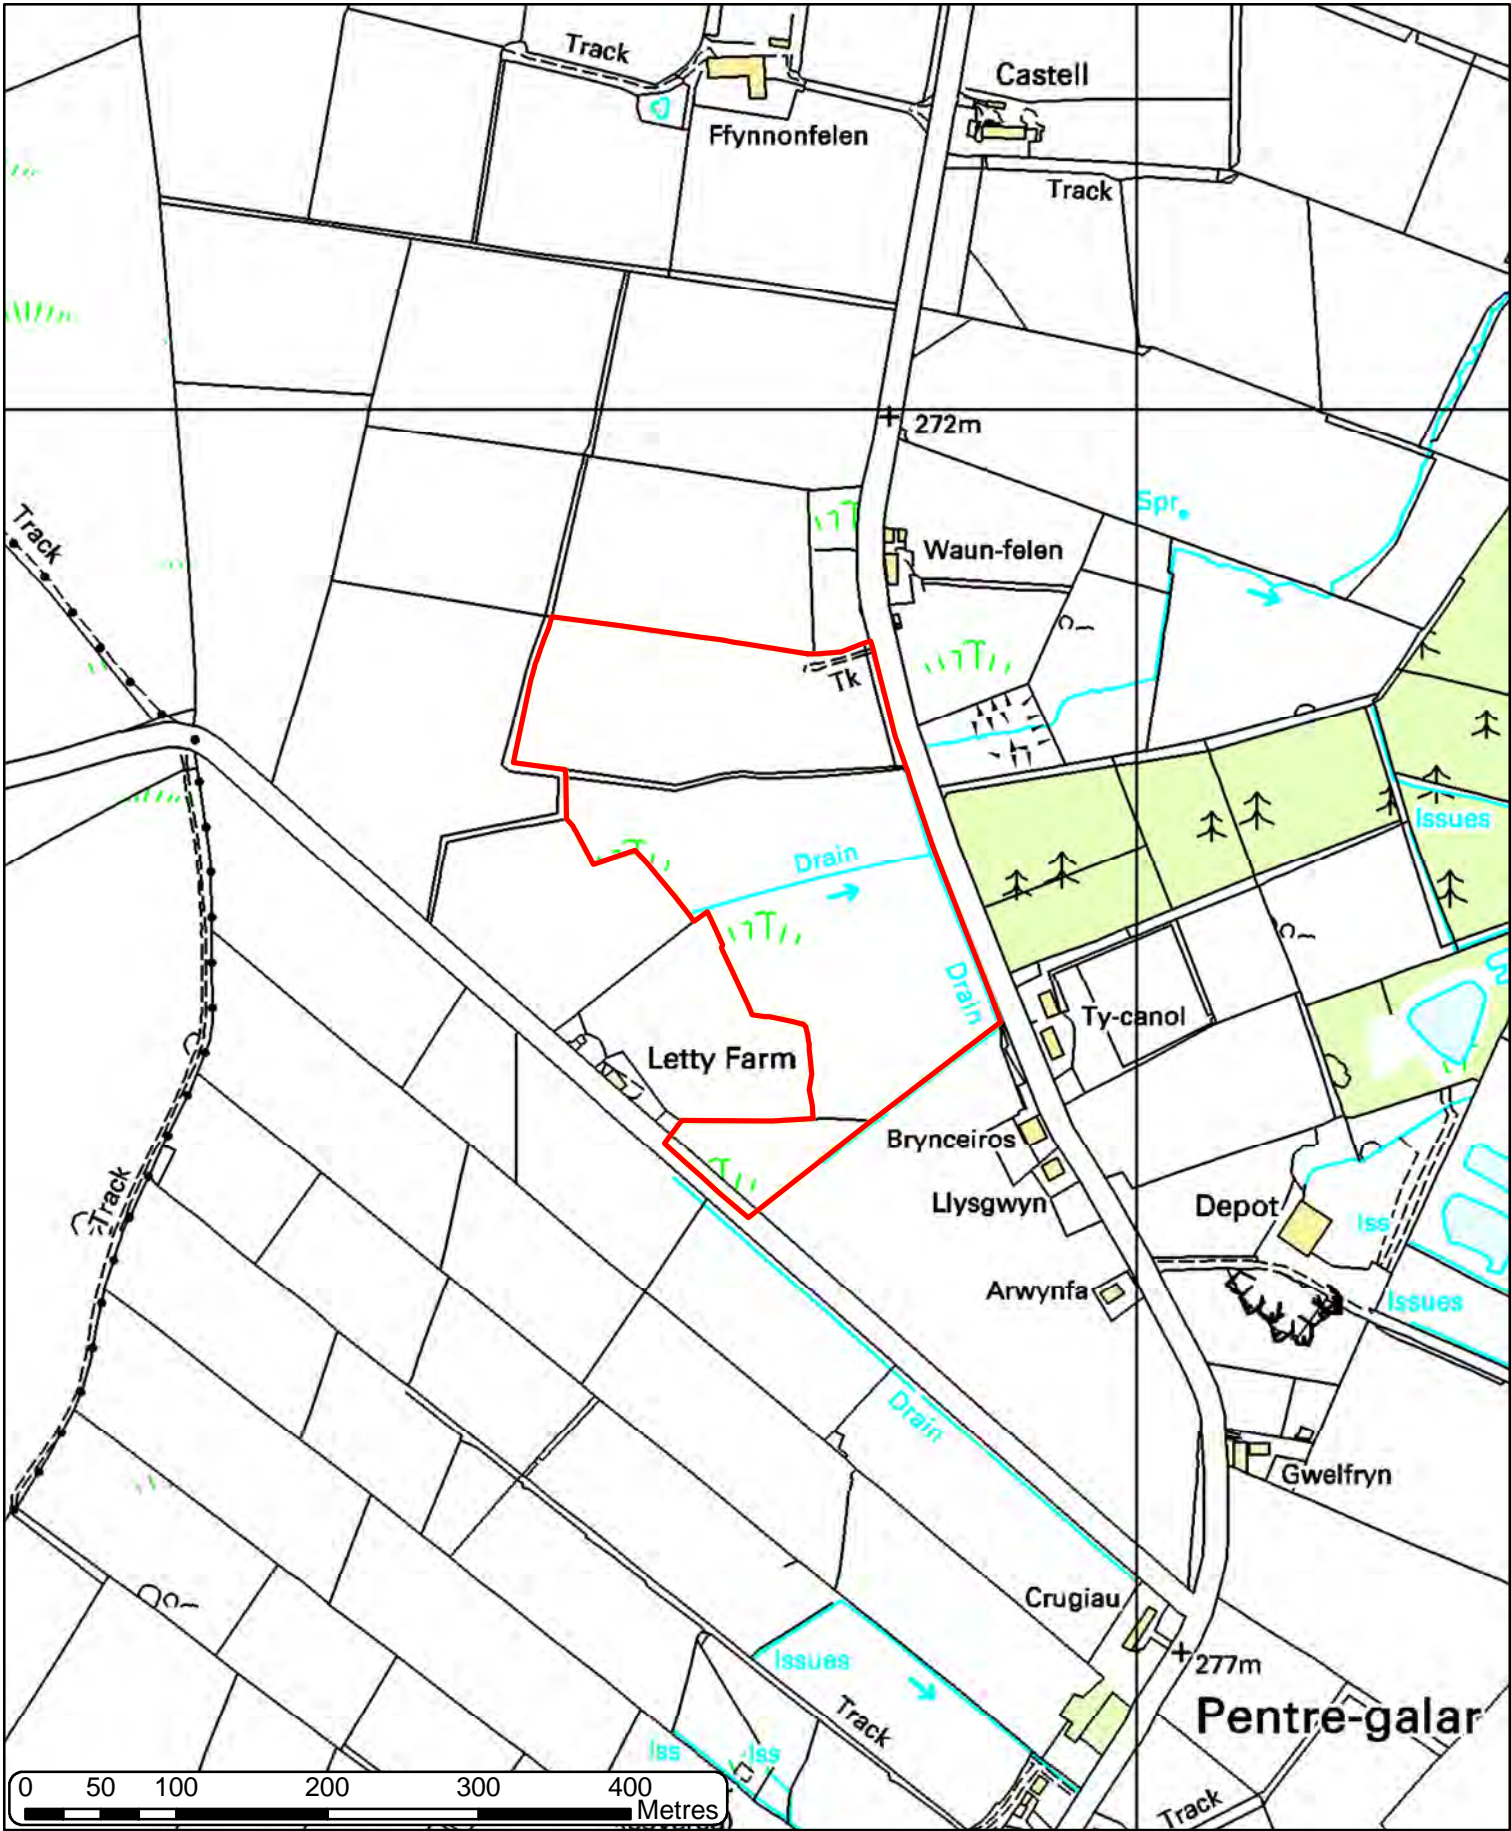 Track
Castell
Ffynnonfelen
Track
272m
Spr
Track
Waun-felen
Tk
Issues
Drain
Drain
Ty-canol
Letty Farm
Brynceiros
Track
Llysgwyn
Depot
Iss
Arwynfa
Issues
Drain
Gwelfryn
Crugiau
Issues
277m
Track
Pentre-galar
Iss
Iss
0 50 100 200 300 400
Metres
Track